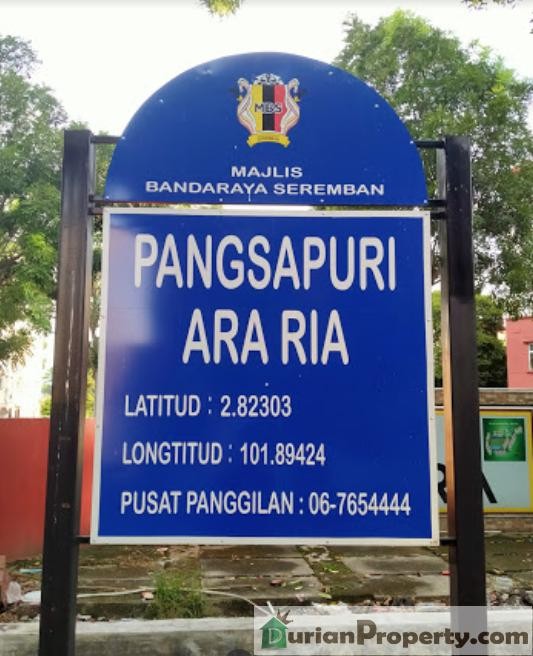 MBS
MAJLIS
BANDARAYA SEREMBAN
PANGSAPURI
ARA RIA
LATITUD : 2.82303
LONGTITUD : 101.89424
PUSAT PANGGILAN : 06-7654444
DurianProperty.com